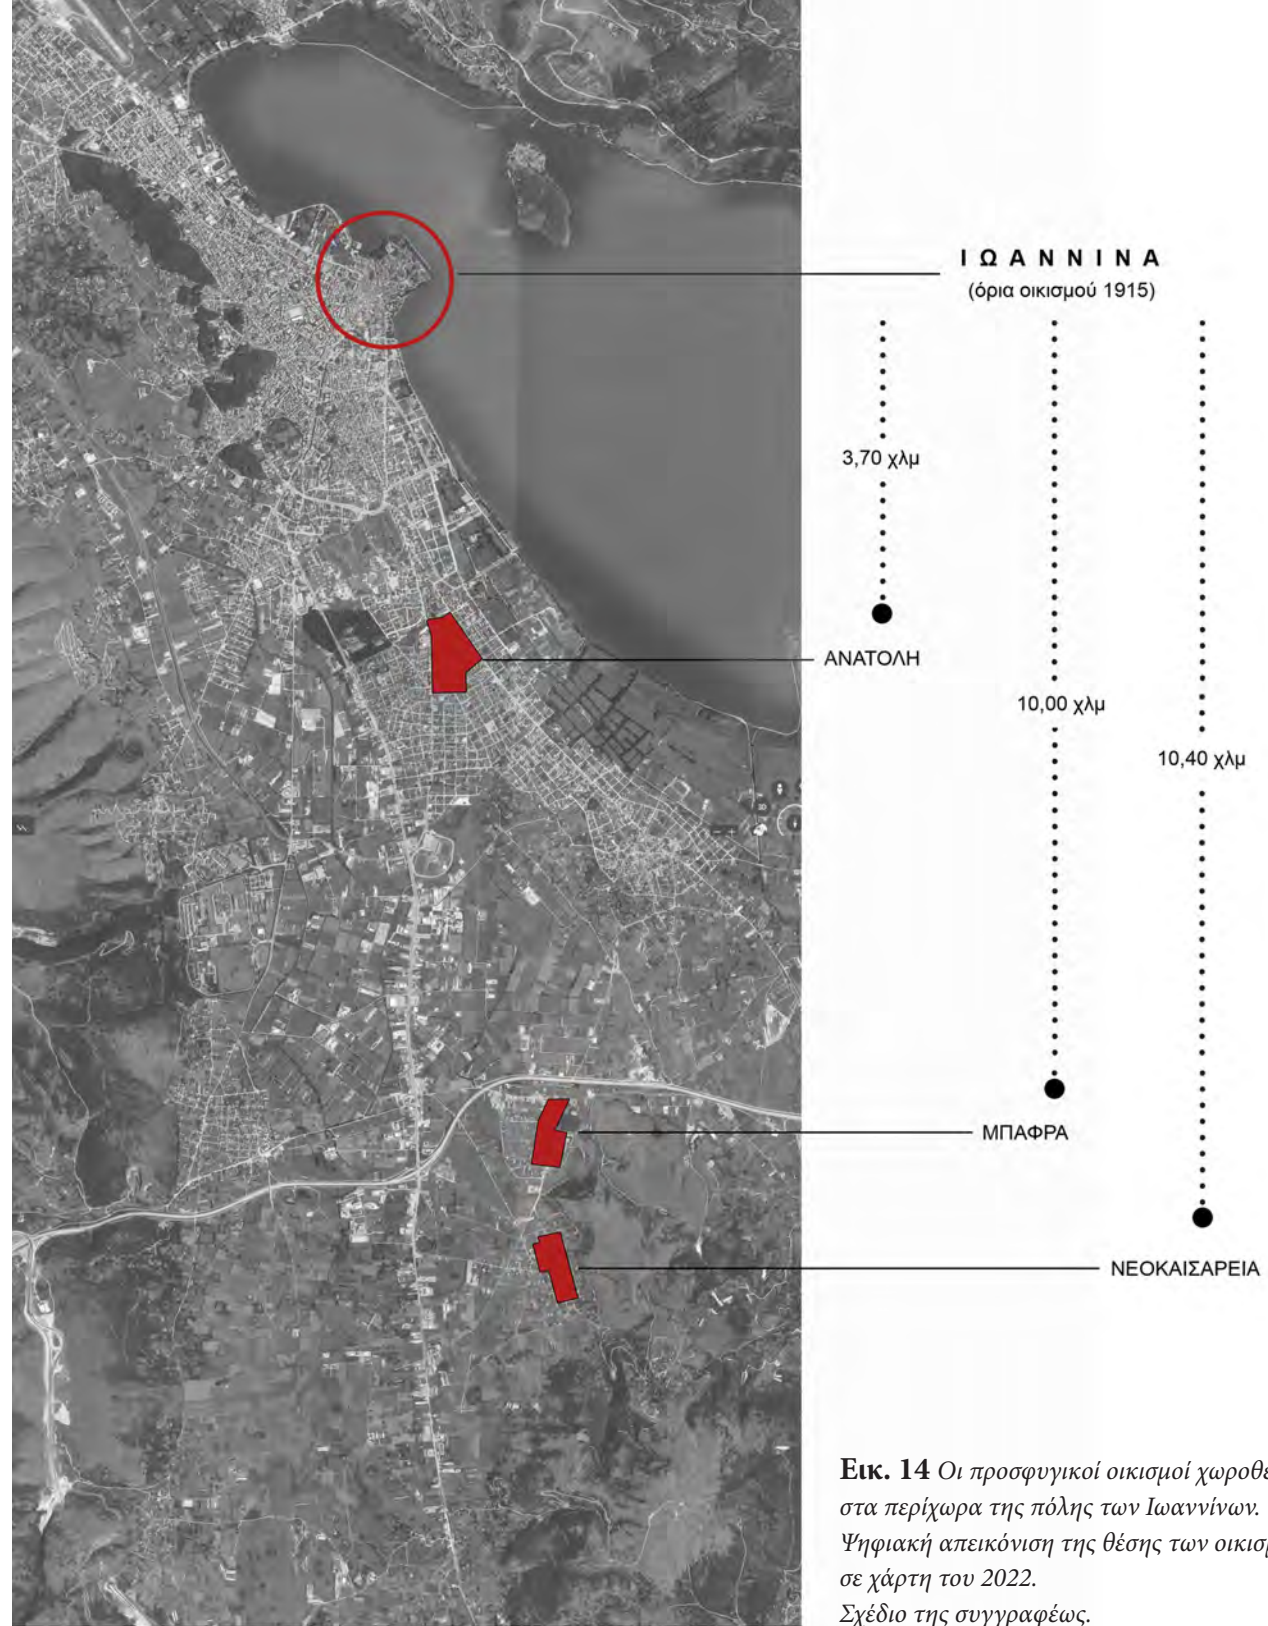 ΙΩΑΝΝΙΝΑ
(όρια οικισμού 1915)
3,70 χλμ
ΑΝΑΤΟΛΗ
10,00 χλμ
10,40 χλμ
ΜΠΑΦΡΑ
ΝΕΟΚΑΙΣΑΡΕΙΑ
Εικ. 14 Οι προσφυγικοί οικισμοί
στα περίχωρα της πόλης των Ιωαννίνων.
Ψηφιακή απεικόνιση της θέσης των
σε χάρτη του 2022.
Σχέδιο της συγγραφέως.